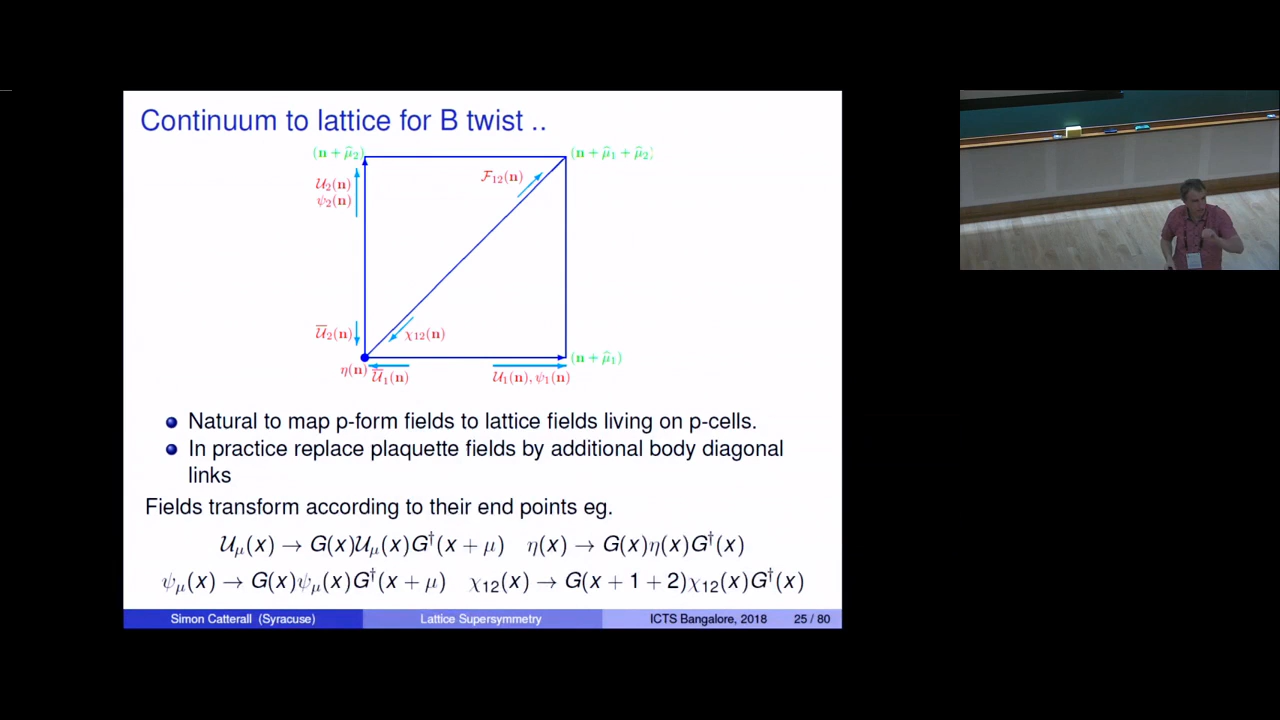 Continuum to lattice for B twist ..
(n + μ̂₂)
(n + μ̂₁ + μ̂₂)
𝒰₂(n)
ψ₂(n)
ℱ₁₂(n)
𝒰̅₂(n)
χ₁₂(n)
(n + μ̂₁)
η(n) 𝒰̅₁(n)
𝒰₁(n), ψ₁(n)
Natural to map p-form fields to lattice fields living on p-cells.
In practice replace plaquette fields by additional body diagonal
links
Fields transform according to their end points eg.
𝒰_μ(x) → G(x)𝒰_μ(x)G†(x + μ) η(x) → G(x)η(x)G†(x)
ψ_μ(x) → G(x)ψ_μ(x)G†(x + μ) χ₁₂(x) → G(x + 1 + 2)χ₁₂(x)G†(x)
Simon Catterall (Syracuse) Lattice Supersymmetry ICTS Bangalore, 2018 25 / 80